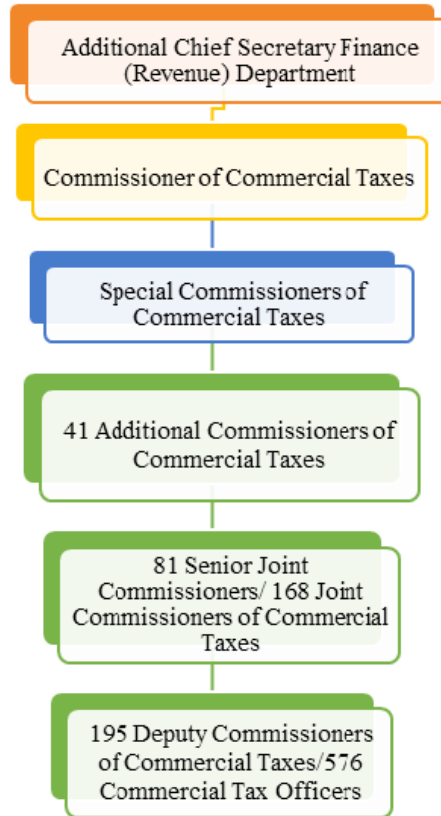 Additional Chief Secretary Finance
(Revenue) Department
Commissioner of Commercial Taxes
Special Commissioners of
Commercial Taxes
41 Additional Commissioners of
Commercial Taxes
81 Senior Joint
Commissioners/ 168 Joint
Commissioners of Commercial
Taxes
195 Deputy Commissioners
of Commercial Taxes/576
Commercial Tax Officers